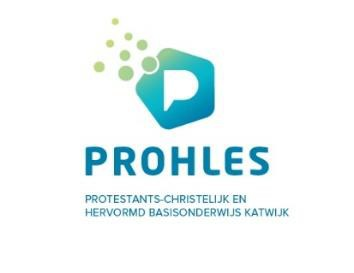 P
PROHLES
PROTESTANTS-CHRISTELIJK EN
HERVORMD BASISONDERWIJS KATWIJK